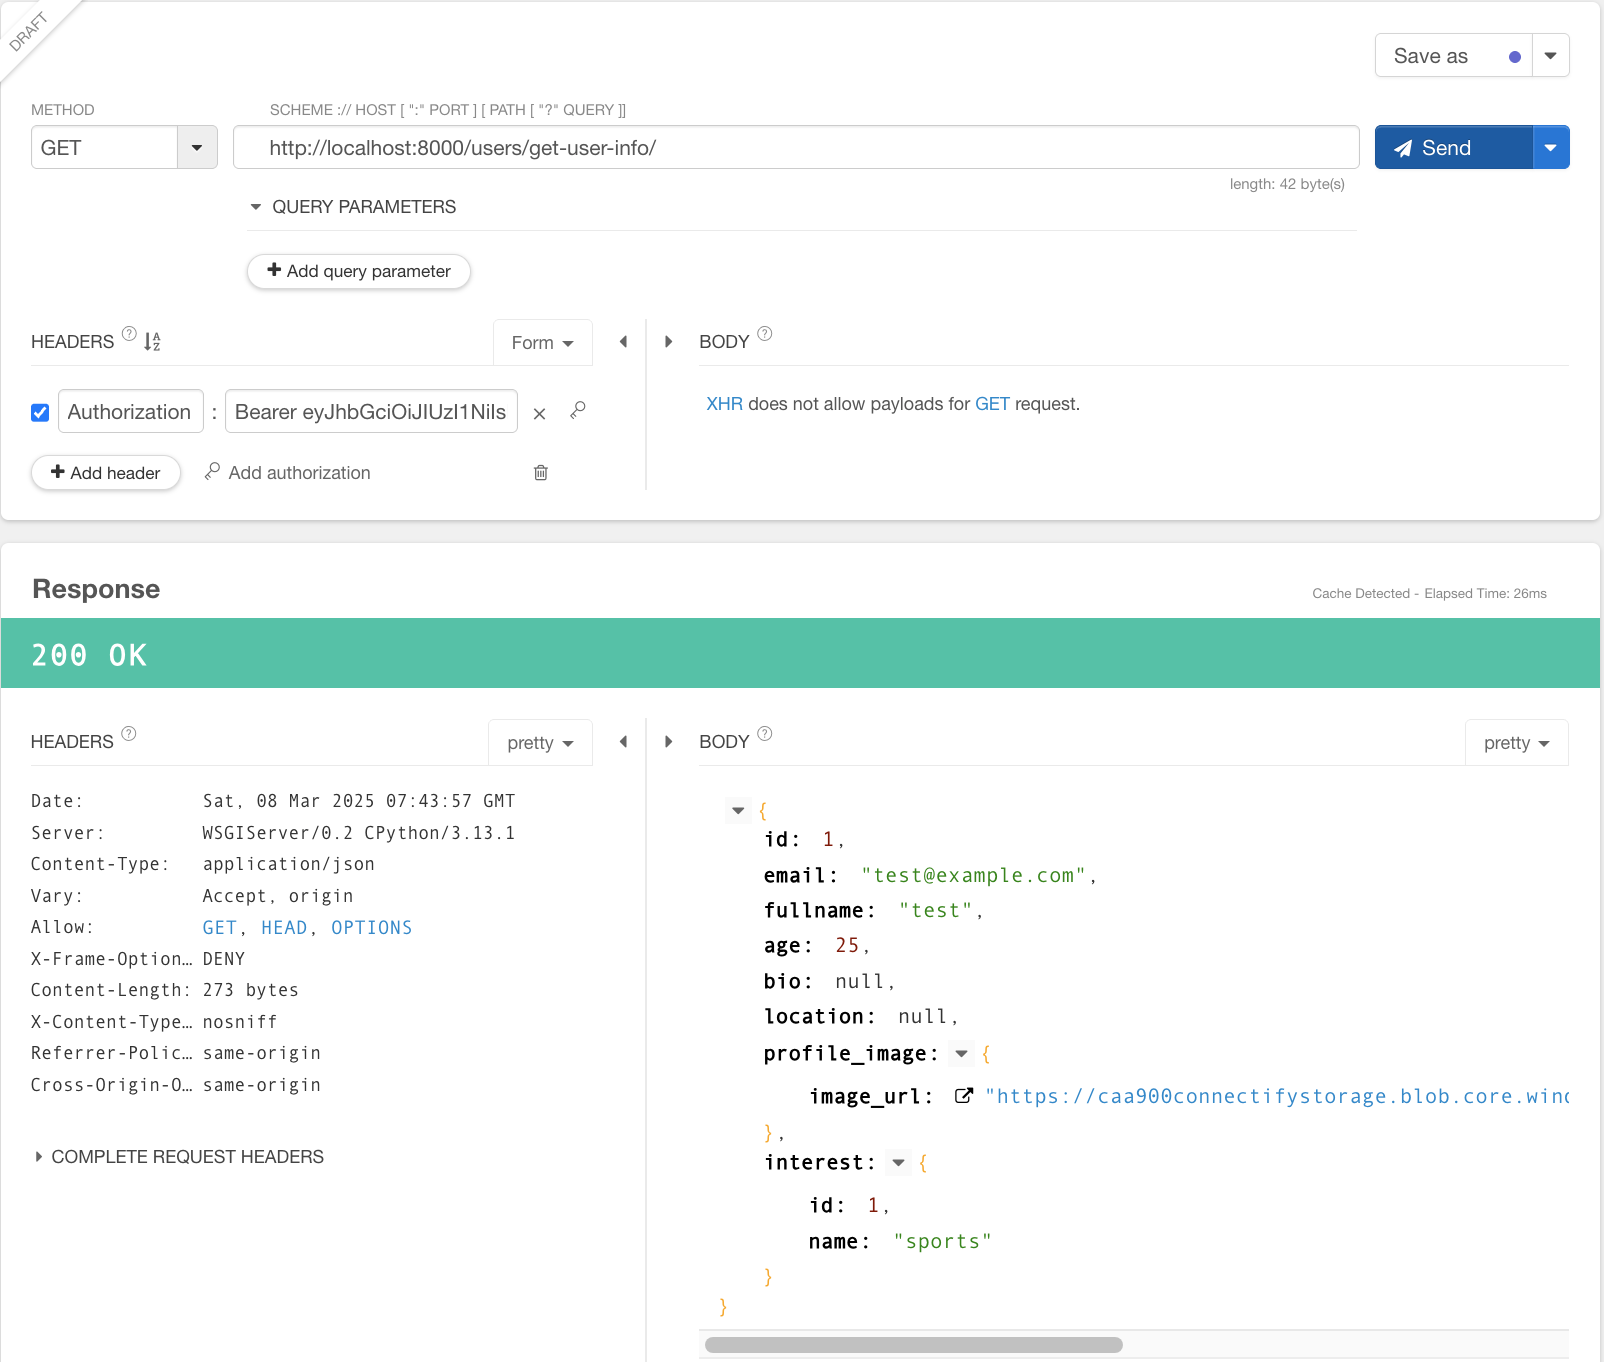 DRAFT
Save as
METHOD
SCHEME :// HOST [ ":" PORT ] [ PATH [ "?" QUERY ]]
GET
http://localhost:8000/users/get-user-info/
Send
length: 42 byte(s)
QUERY PARAMETERS
Add query parameter
HEADERS ? A Z
Form
BODY ?
Authorization : Bearer eyJhbGciOiJIUzI1NiIs
XHR does not allow payloads for GET request.
Add header
Add authorization
Response
Cache Detected - Elapsed Time: 26ms
200 OK
HEADERS ?
pretty
BODY ?
pretty
Date: Sat, 08 Mar 2025 07:43:57 GMT
Server: WSGIServer/0.2 CPython/3.13.1
Content-Type: application/json
Vary: Accept, origin
Allow: GET, HEAD, OPTIONS
X-Frame-Option… DENY
Content-Length: 273 bytes
X-Content-Type… nosniff
Referrer-Polic… same-origin
Cross-Origin-O… same-origin
COMPLETE REQUEST HEADERS
{
id: 1,
email: "test@example.com",
fullname: "test",
age: 25,
bio: null,
location: null,
profile_image: {
image_url: "https://caa900connectifystorage.blob.core.wind
},
interest: {
id: 1,
name: "sports"
}
}